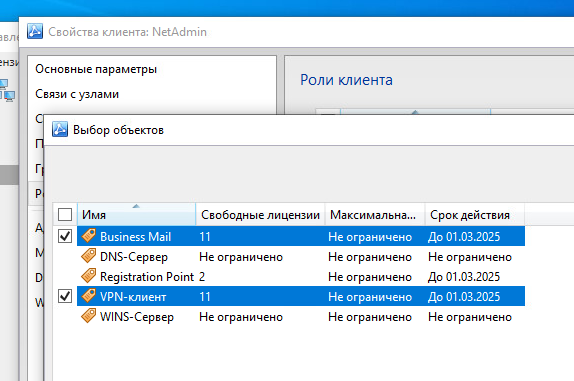 авле
Свойства клиента: NetAdmin
ензи
Основные параметры
Роли клиента
Связи с узлами
Выбор объектов
Имя Свободные лицензии Максимальна... Срок действия
Business Mail 11 Не ограничено До 01.03.2025
DNS-Сервер Не ограничено Не ограничено Не ограничено
Registration Point 2 Не ограничено До 01.03.2025
VPN-клиент 11 Не ограничено До 01.03.2025
WINS-Сервер Не ограничено Не ограничено Не ограничено